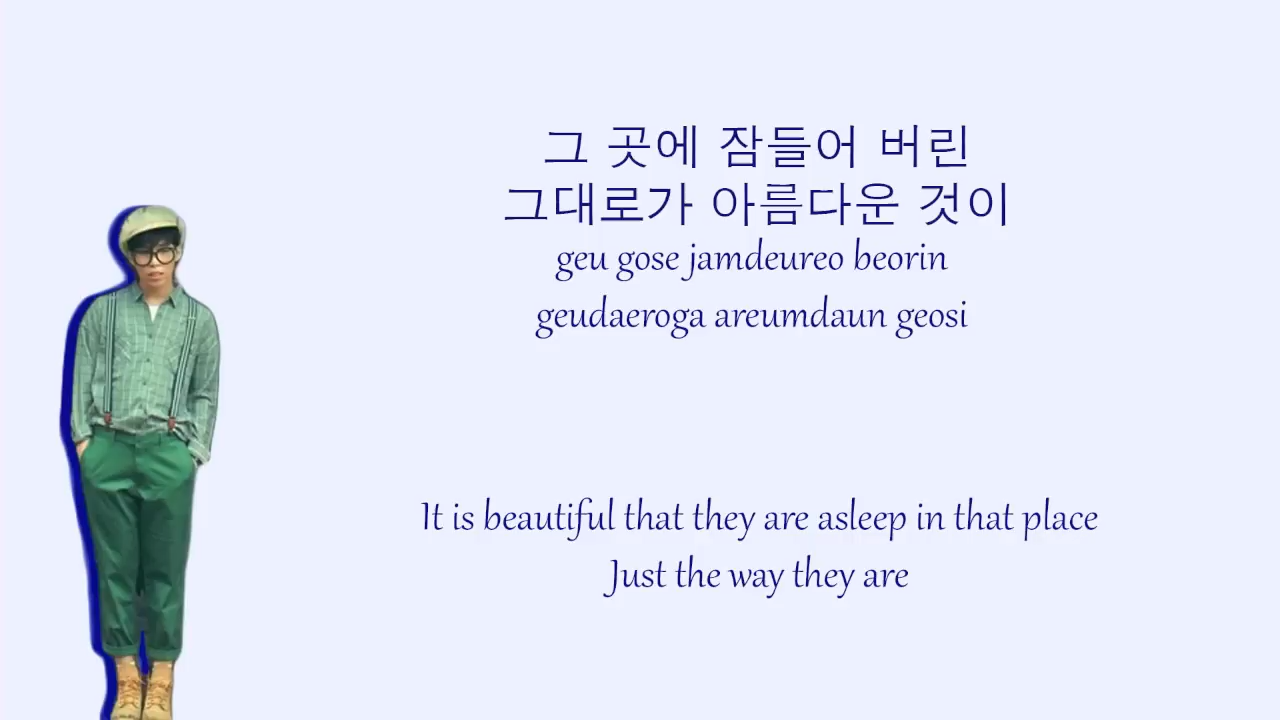 그 곳에 잠들어 버린
그대로가 아름다운 것이
geu gose jamdeureo beorin
geudaeroga areumdaun geosi
It is beautiful that they are asleep in that place
Just the way they are